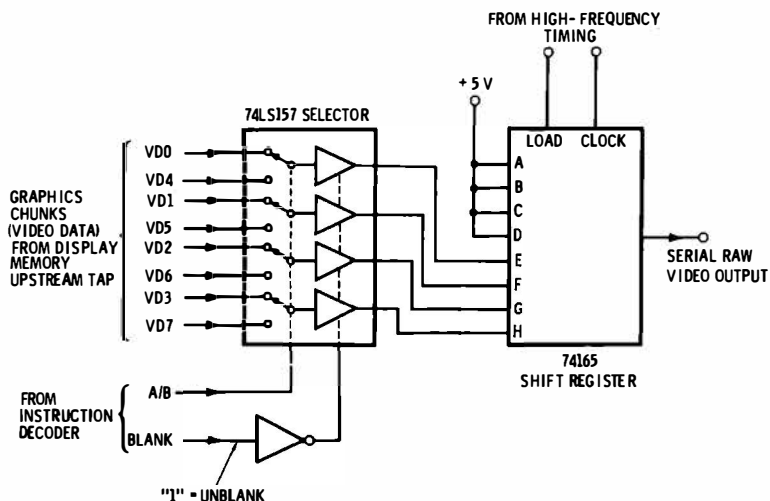 FROM HIGH-FREQUENCY
TIMING
+5 V
74LS157 SELECTOR
LOAD
CLOCK
GRAPHICS
CHUNKS
(VIDEO DATA)
FROM DISPLAY
MEMORY
UPSTREAM TAP
VD0
VD4
VD1
VD5
VD2
VD6
VD3
VD7
A
B
C
D
E
F
G
H
SERIAL RAW
VIDEO OUTPUT
74165
SHIFT REGISTER
FROM
INSTRUCTION
DECODER
A/B
BLANK
"1" = UNBLANK